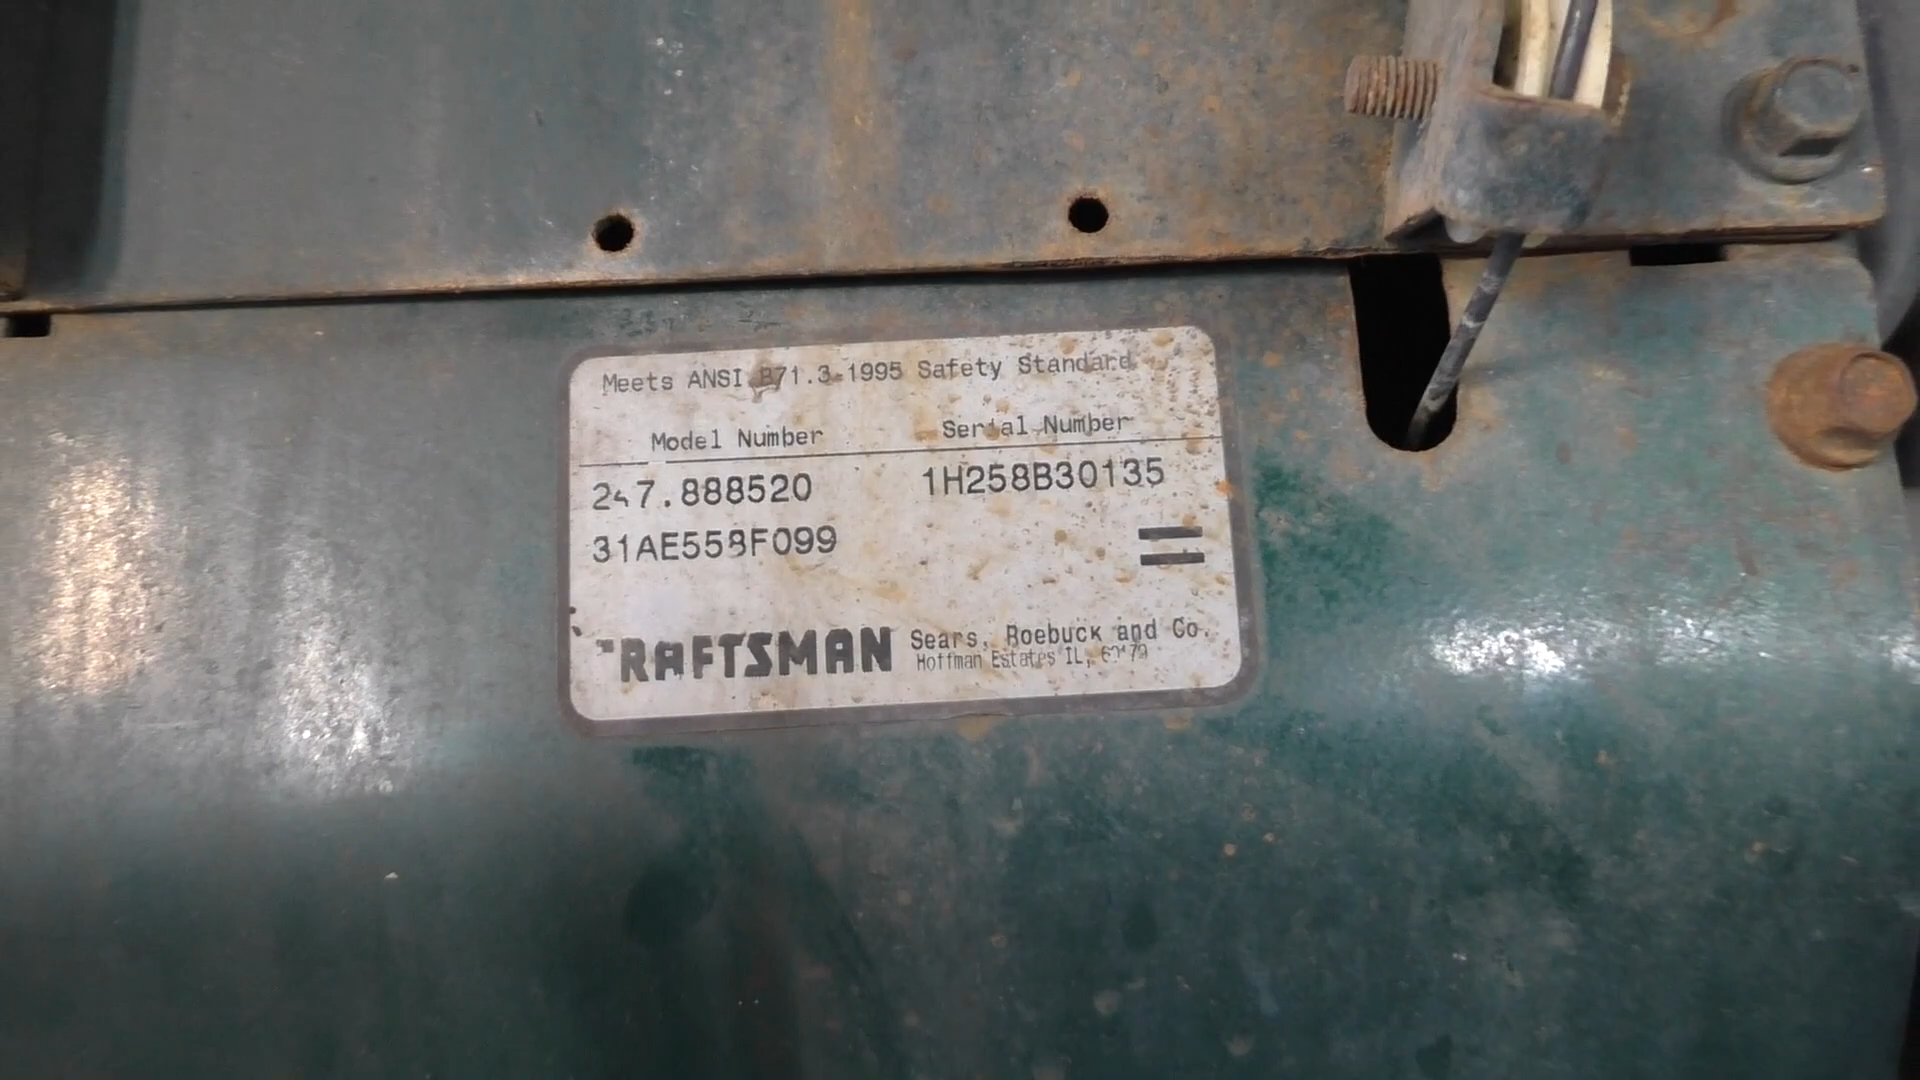 Meets ANSI B71.3-1995 Safety Standard
Model Number Serial Number
247.888520 1H258B30135
31AE558F099
CRAFTSMAN Sears, Roebuck and Co.
Hoffman Estates IL,